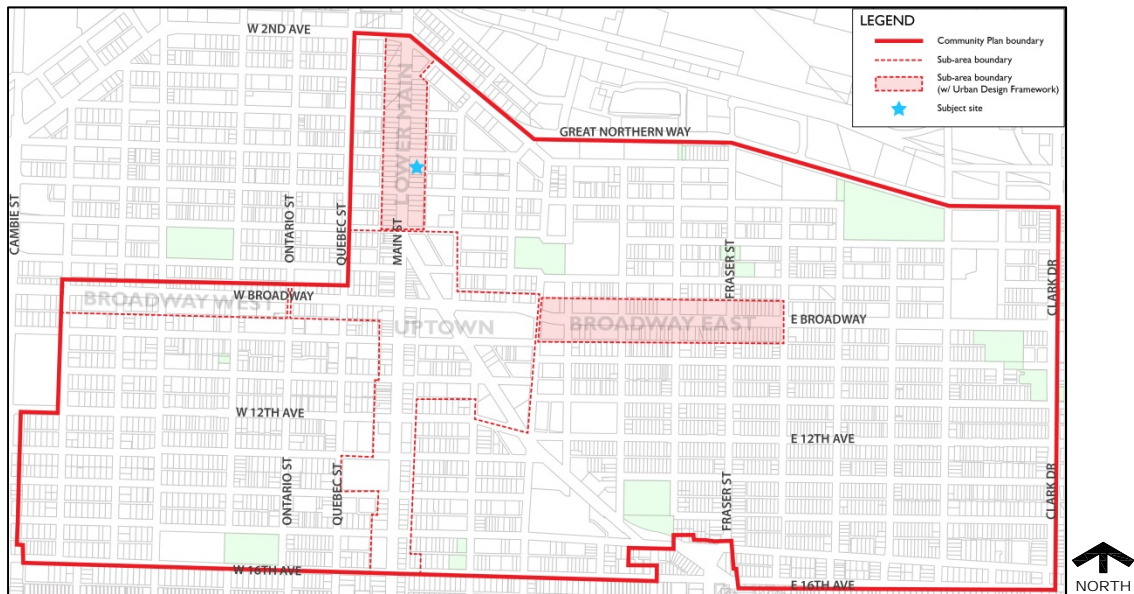 W 2ND AVE
LEGEND
Community Plan boundary
Sub-area boundary
Sub-area boundary
(w/ Urban Design Framework)
Subject site
GREAT NORTHERN WAY
LOWER MAIN
CAMBIE ST
ONTARIO ST
QUEBEC ST
MAIN ST
FRASER ST
CLARK DR
BROADWAY WEST
W BROADWAY
UPTOWN
BROADWAY EAST
E BROADWAY
W 12TH AVE
E 12TH AVE
ONTARIO ST
QUEBEC ST
FRASER ST
CLARK DR
W 16TH AVE
E 16TH AVE
NORTH